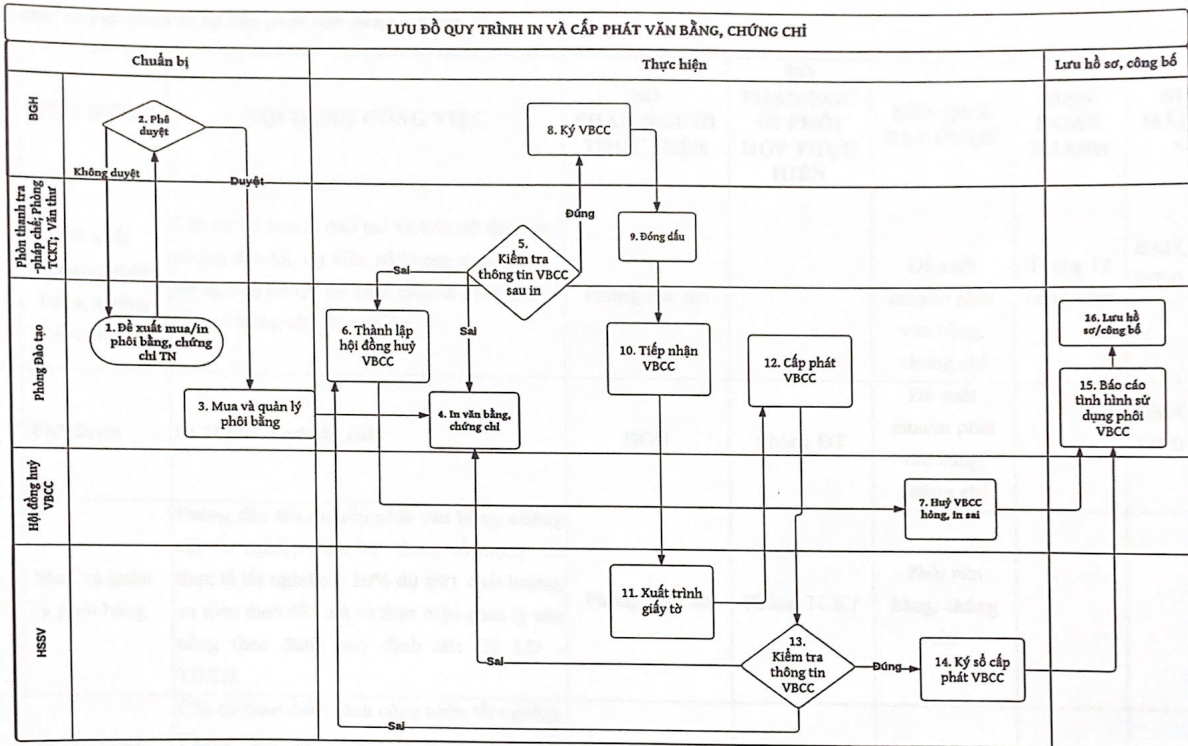 LƯU ĐỒ QUY TRÌNH IN VÀ CẤP PHÁT VĂN BẰNG, CHỨNG CHỈ
Chuẩn bị
Thực hiện
Lưu hồ sơ, công bố
BGH
2. Phê
duyệt
8. Ký VBCC
Không duyệt
Duyệt
Đúng
Phòn thanh tra
-pháp chế; Phòng
TCKT; Văn thư
5.
Kiểm tra
thông tin VBCC
sau in
9. Đóng dấu
Sai
Sai
Phòng Đào tạo
1. Đề xuất mua/in
phôi bằng, chứng
chỉ TN
6. Thành lập
hội đồng huỷ
VBCC
10. Tiếp nhận
VBCC
12. Cấp phát
VBCC
16. Lưu hồ
sơ/công bố
3. Mua và quản lý
phôi bằng
4. In văn bằng,
chứng chỉ
15. Báo cáo
tình hình sử
dụng phôi
VBCC
Hội đồng huỷ
VBCC
7. Huỷ VBCC
hỏng, in sai
HSSV
11. Xuất trình
giấy tờ
13.
Kiểm tra
thông tin
VBCC
Sai
Đúng
14. Ký sổ cấp
phát VBCC
Sai